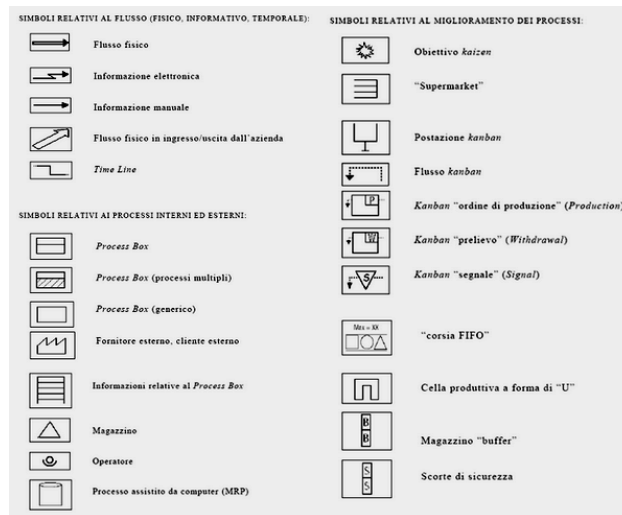 SIMBOLI RELATIVI AL FLUSSO (FISICO, INFORMATIVO, TEMPORALE):
Flusso fisico
Informazione elettronica
Informazione manuale
Flusso fisico in ingresso/uscita dall'azienda
Time Line
SIMBOLI RELATIVI AI PROCESSI INTERNI ED ESTERNI:
Process Box
Process Box (processi multipli)
Process Box (generico)
Fornitore esterno, cliente esterno
Informazioni relative al Process Box
Magazzino
Operatore
Processo assistito da computer (MRP)
SIMBOLI RELATIVI AL MIGLIORAMENTO DEI PROCESSI:
Obiettivo kaizen
"Supermarket"
Postazione kanban
Flusso kanban
P
Kanban "ordine di produzione" (Production)
W
Kanban "prelievo" (Withdrawal)
S
Kanban "segnale" (Signal)
Max = XX
"corsia FIFO"
Cella produttiva a forma di "U"
B
B
Magazzino "buffer"
S
S
Scorte di sicurezza